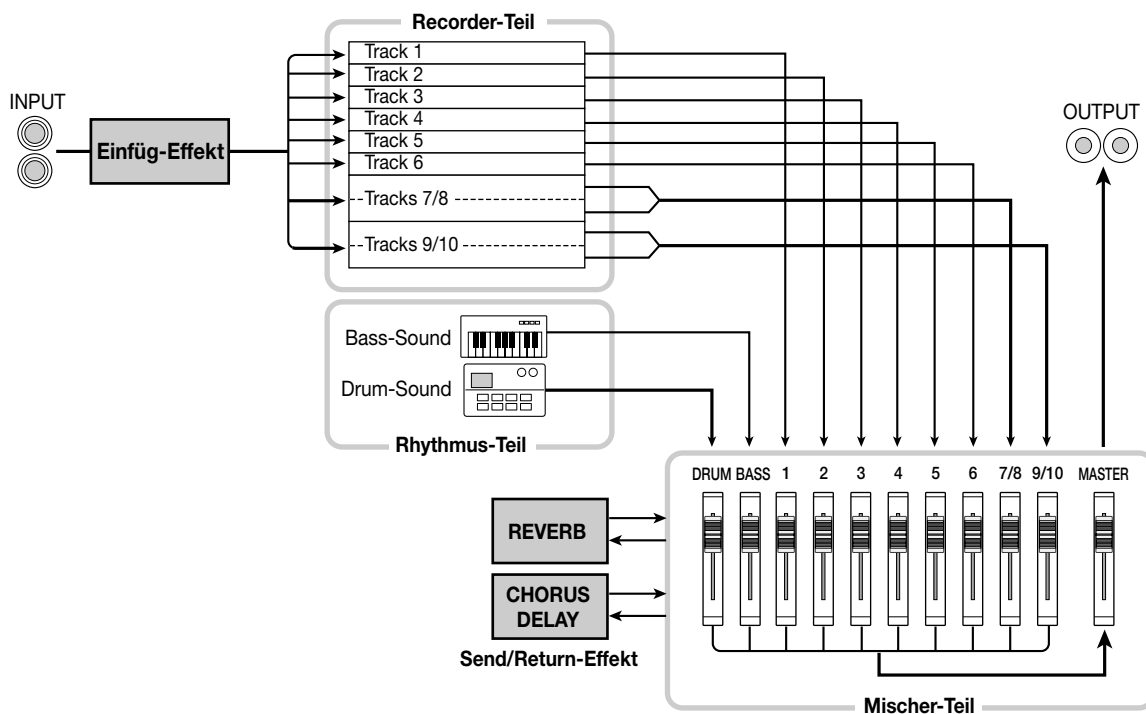 Recorder-Teil
Track 1
Track 2
Track 3
Track 4
Track 5
Track 6
Tracks 7/8
Tracks 9/10
INPUT
Einfüg-Effekt
OUTPUT
Bass-Sound
Drum-Sound
Rhythmus-Teil
DRUM BASS 1 2 3 4 5 6 7/8 9/10 MASTER
REVERB
CHORUS
DELAY
Send/Return-Effekt
Mischer-Teil